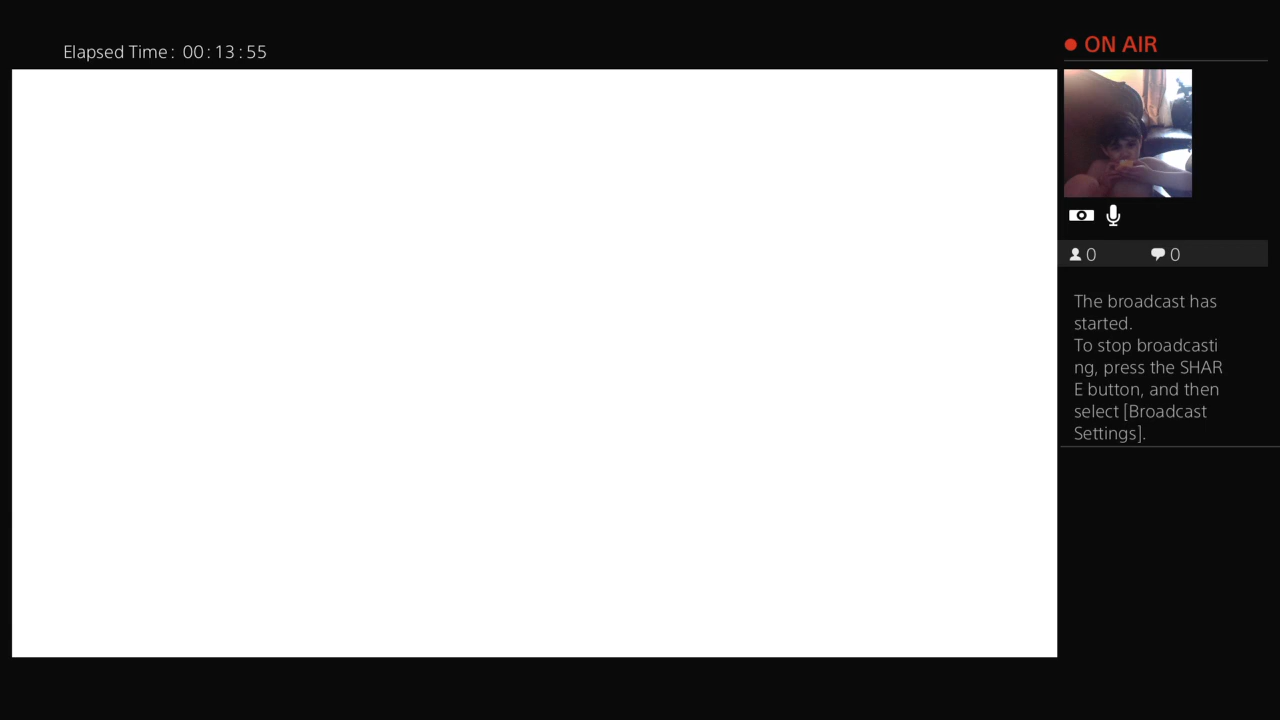 Elapsed Time: 00:13:55
ON AIR
0 0
The broadcast has
started.
To stop broadcasti
ng, press the SHAR
E button, and then
select [Broadcast
Settings].